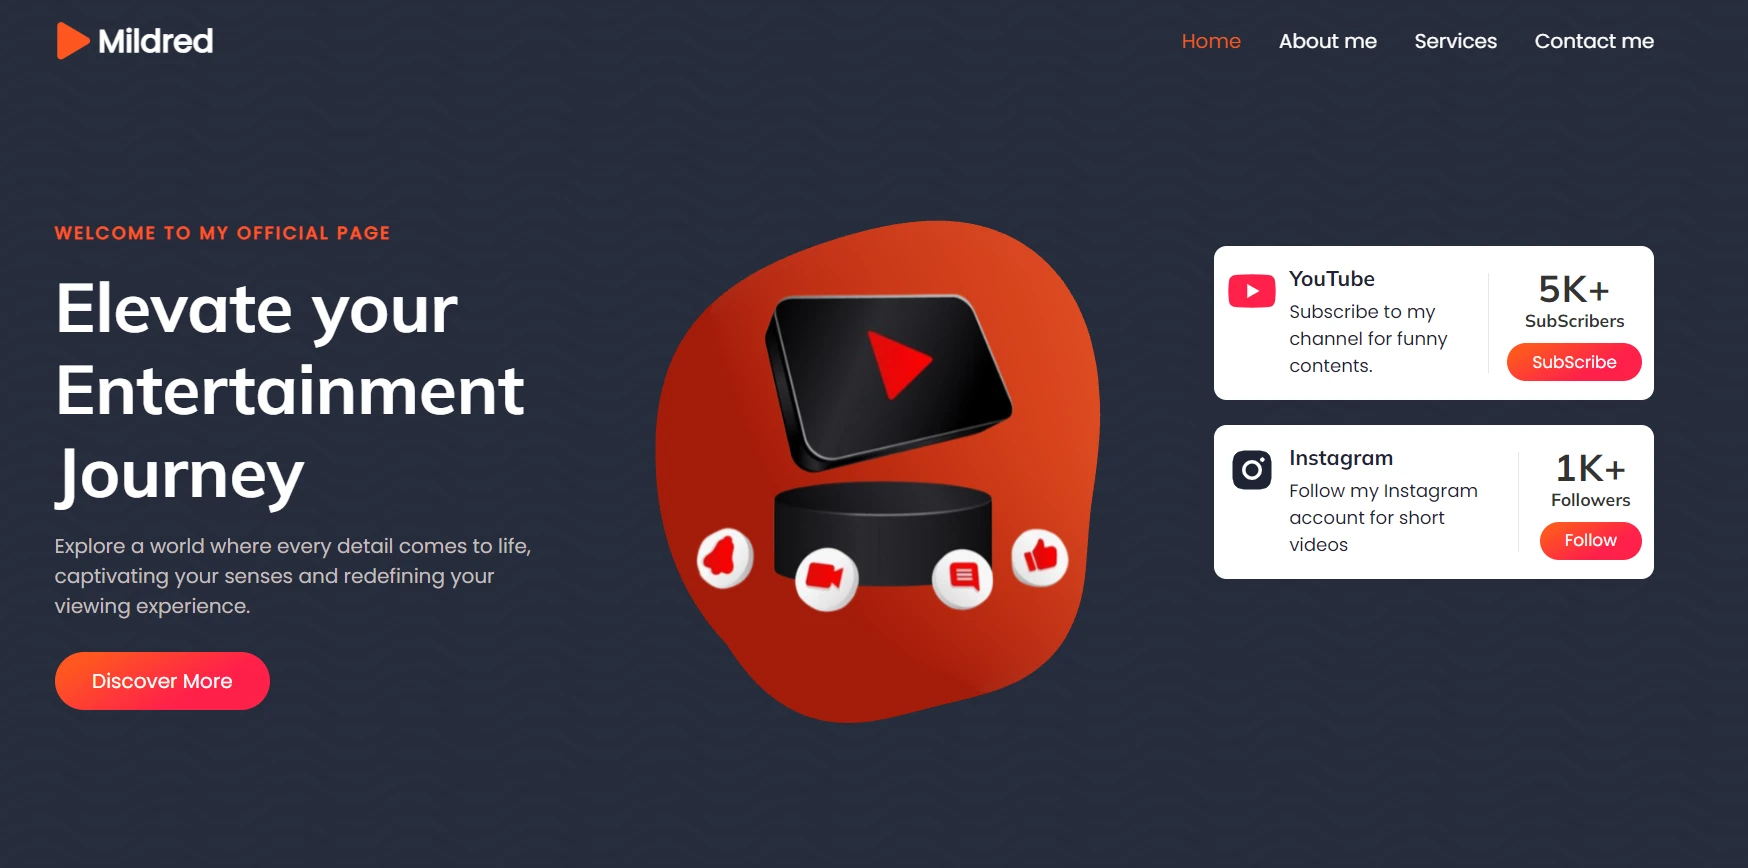 Mildred
Home
About me
Services
Contact me
WELCOME TO MY OFFICIAL PAGE
Elevate your
Entertainment
Journey
Explore a world where every detail comes to life,
captivating your senses and redefining your
viewing experience.
Discover More
YouTube
Subscribe to my
channel for funny
contents.
5K+
SubScribers
SubScribe
Instagram
Follow my Instagram
account for short
videos
1K+
Followers
Follow